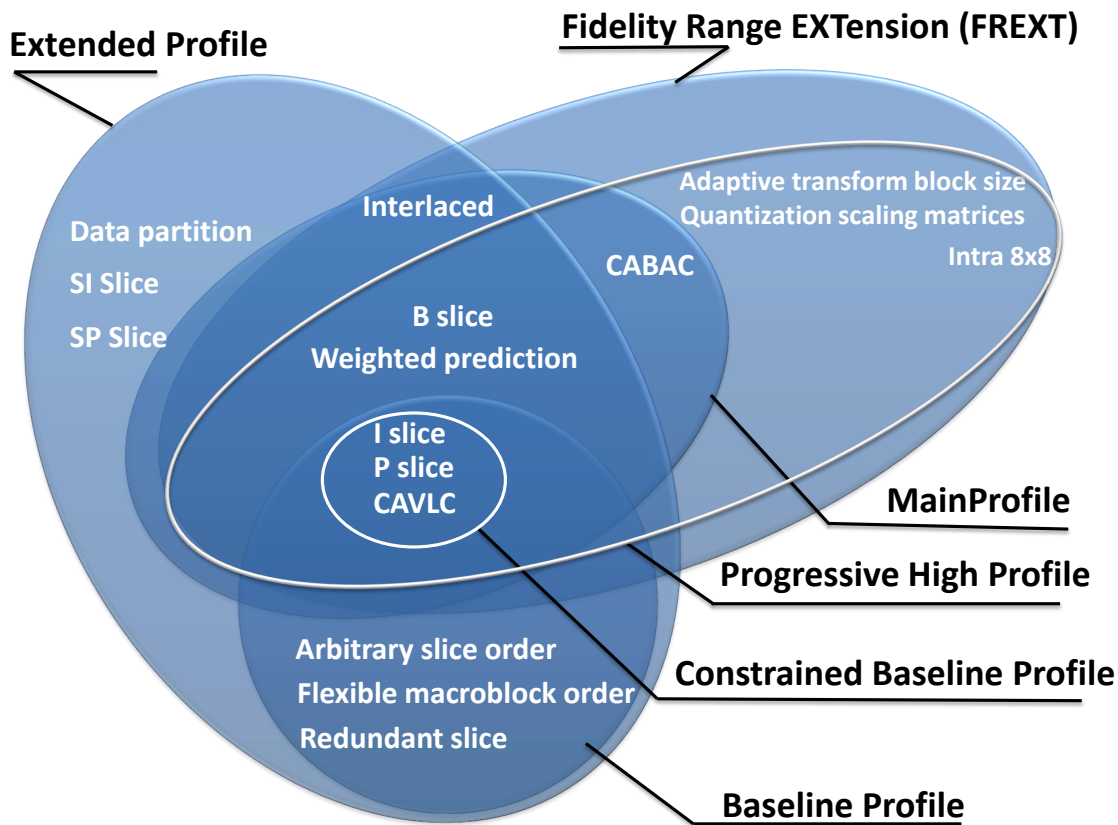 Extended Profile
Fidelity Range EXTension (FREXT)
Data partition
SI Slice
SP Slice
Interlaced
Adaptive transform block size
Quantization scaling matrices
Intra 8x8
CABAC
B slice
Weighted prediction
I slice
P slice
CAVLC
MainProfile
Progressive High Profile
Constrained Baseline Profile
Arbitrary slice order
Flexible macroblock order
Redundant slice
Baseline Profile